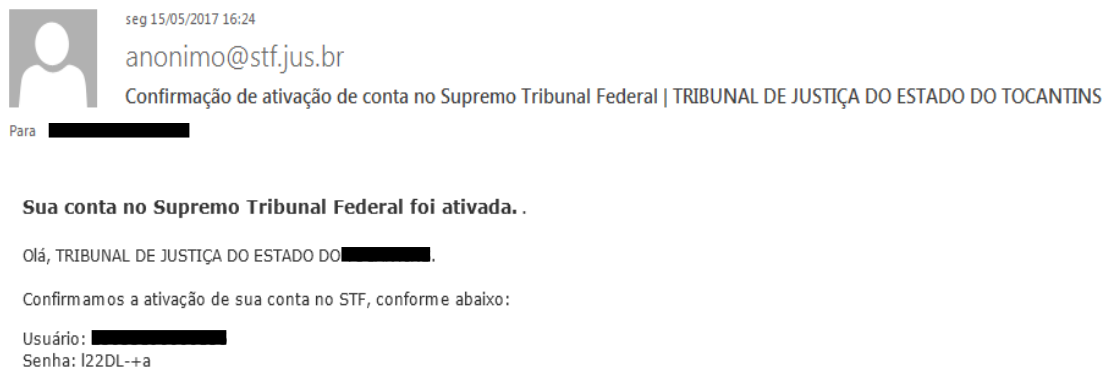 seg 15/05/2017 16:24
anonimo@stf.jus.br
Confirmação de ativação de conta no Supremo Tribunal Federal | TRIBUNAL DE JUSTIÇA DO ESTADO DO TOCANTINS
Para
Sua conta no Supremo Tribunal Federal foi ativada. .
Olá, TRIBUNAL DE JUSTIÇA DO ESTADO DO .
Confirmamos a ativação de sua conta no STF, conforme abaixo:
Usuário:
Senha: l22DL-+a